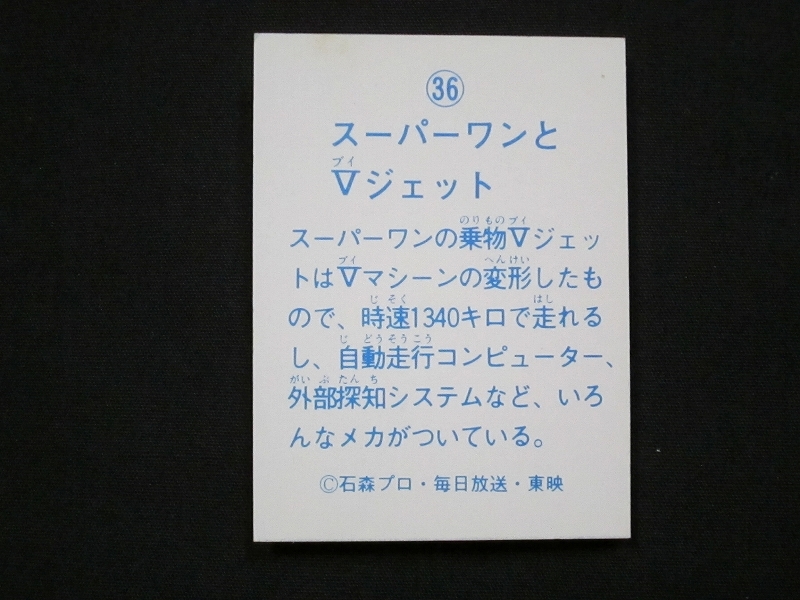 ㊱
スーパーワンと
∇ジェット
ブイ
スーパーワンの乗物∇ジェッ
のりものブイ
トは∇マシーンの変形したも
ブイ へんけい
ので、時速1340キロで走れる
じそく はし
し、自動走行コンピューター、
じどうそうこう
外部探知システムなど、いろ
がいぶたんち
んなメカがついている。
©石森プロ・毎日放送・東映